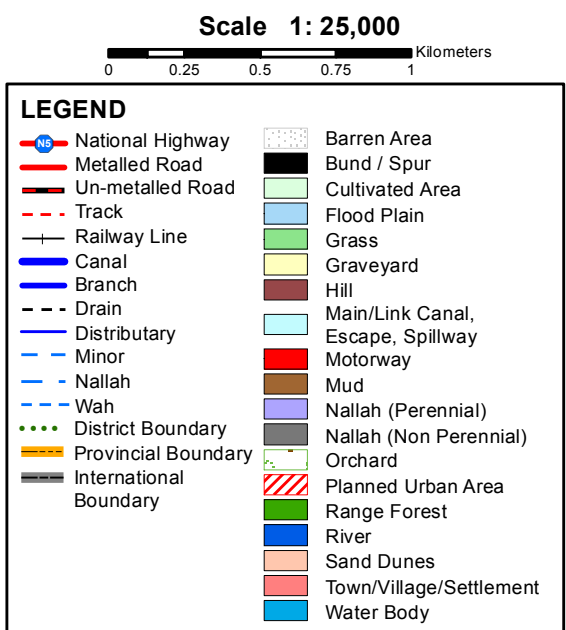 Scale 1: 25,000
Kilometers
0 0.25 0.5 0.75 1
LEGEND
N5 National Highway
Metalled Road
Un-metalled Road
Track
Railway Line
Canal
Branch
Drain
Distributary
Minor
Nallah
Wah
District Boundary
Provincial Boundary
International
Boundary
Barren Area
Bund / Spur
Cultivated Area
Flood Plain
Grass
Graveyard
Hill
Main/Link Canal,
Escape, Spillway
Motorway
Mud
Nallah (Perennial)
Nallah (Non Perennial)
Orchard
Planned Urban Area
Range Forest
River
Sand Dunes
Town/Village/Settlement
Water Body